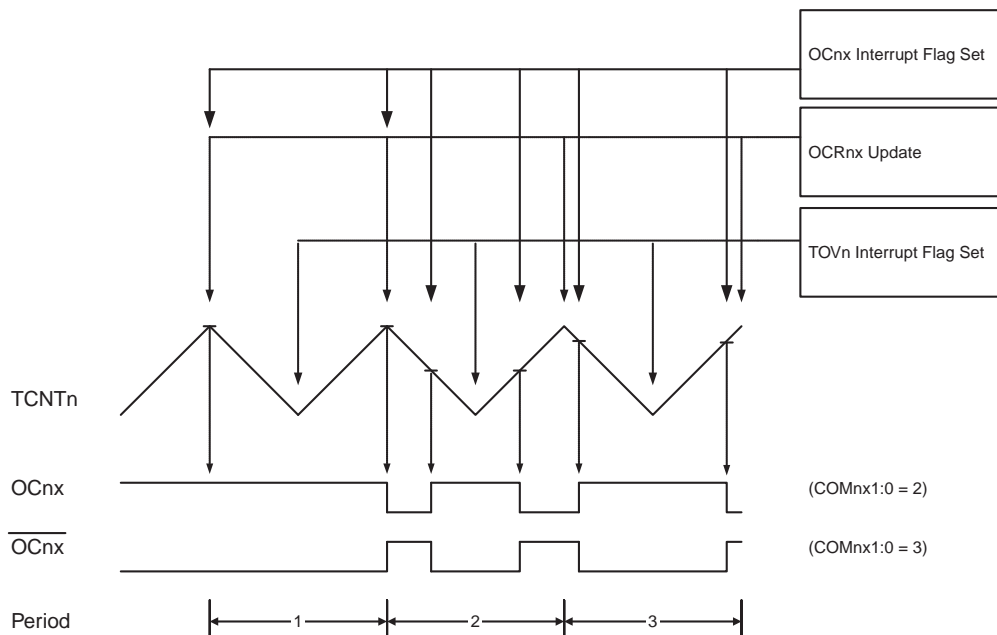 OCnx Interrupt Flag Set
OCRnx Update
TOVn Interrupt Flag Set
TCNTn
OCnx
(COMnx1:0 = 2)
OCnx
(COMnx1:0 = 3)
Period
1
2
3